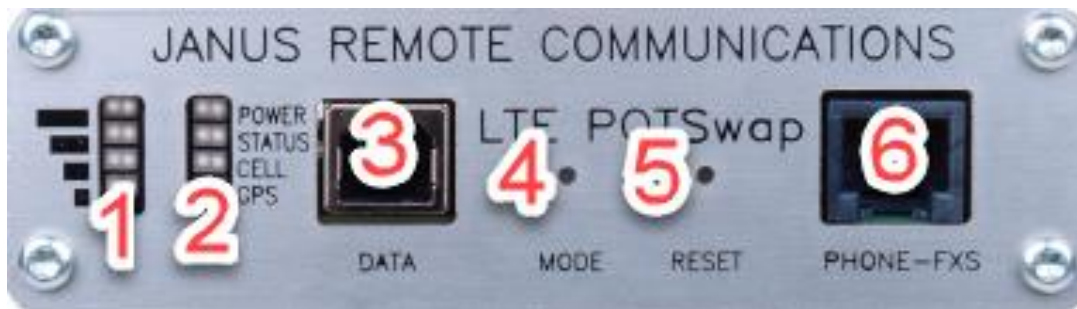 JANUS REMOTE COMMUNICATIONS
POWER
STATUS
CELL
GPS
LTE POTSwap
1
2
3
4
5
6
DATA
MODE
RESET
PHONE-FXS